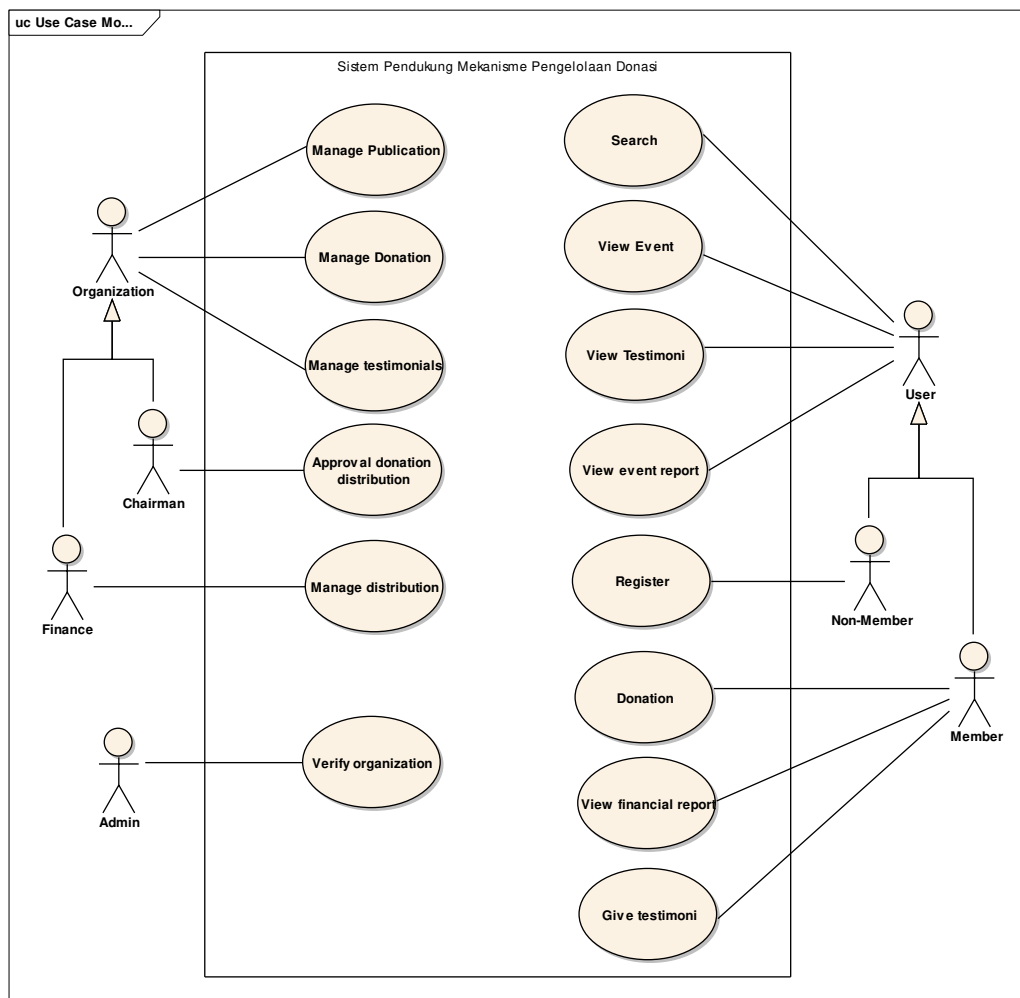 uc Use Case Mo...
Sistem Pendukung Mekanisme Pengelolaan Donasi
Manage Publication
Search
Manage Donation
View Event
Organization
Manage testimonials
View Testimoni
User
Approval donation
distribution
View event report
Chairman
Manage distribution
Register
Finance
Non-Member
Donation
Member
Verify organization
View financial report
Admin
Give testimoni